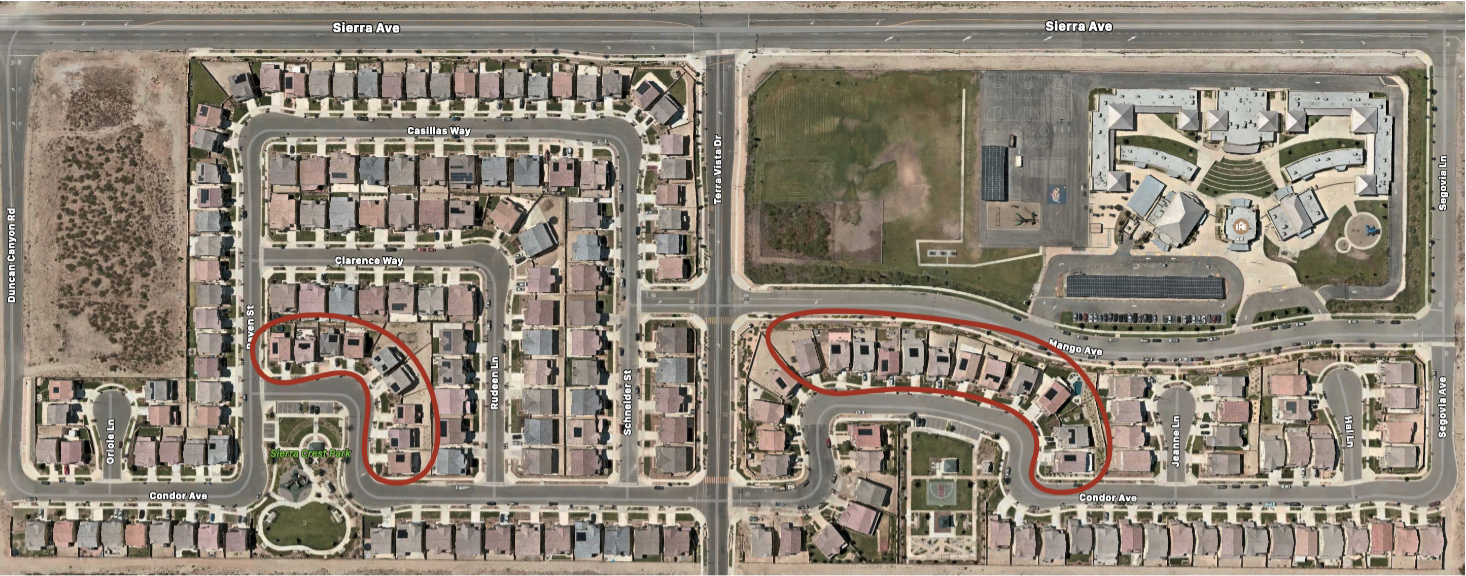 Sierra Ave
Sierra Ave
Casillas Way
Terra Vista Dr
Segovia Ln
Duncan Canyon Rd
Clarence Way
Raven St
Mango Ave
Rudeen Ln
Schneider St
Oriole Ln
Sierra Crest Park
Jeanne Ln
Hal Ln
Segovia Ave
Condor Ave
Condor Ave